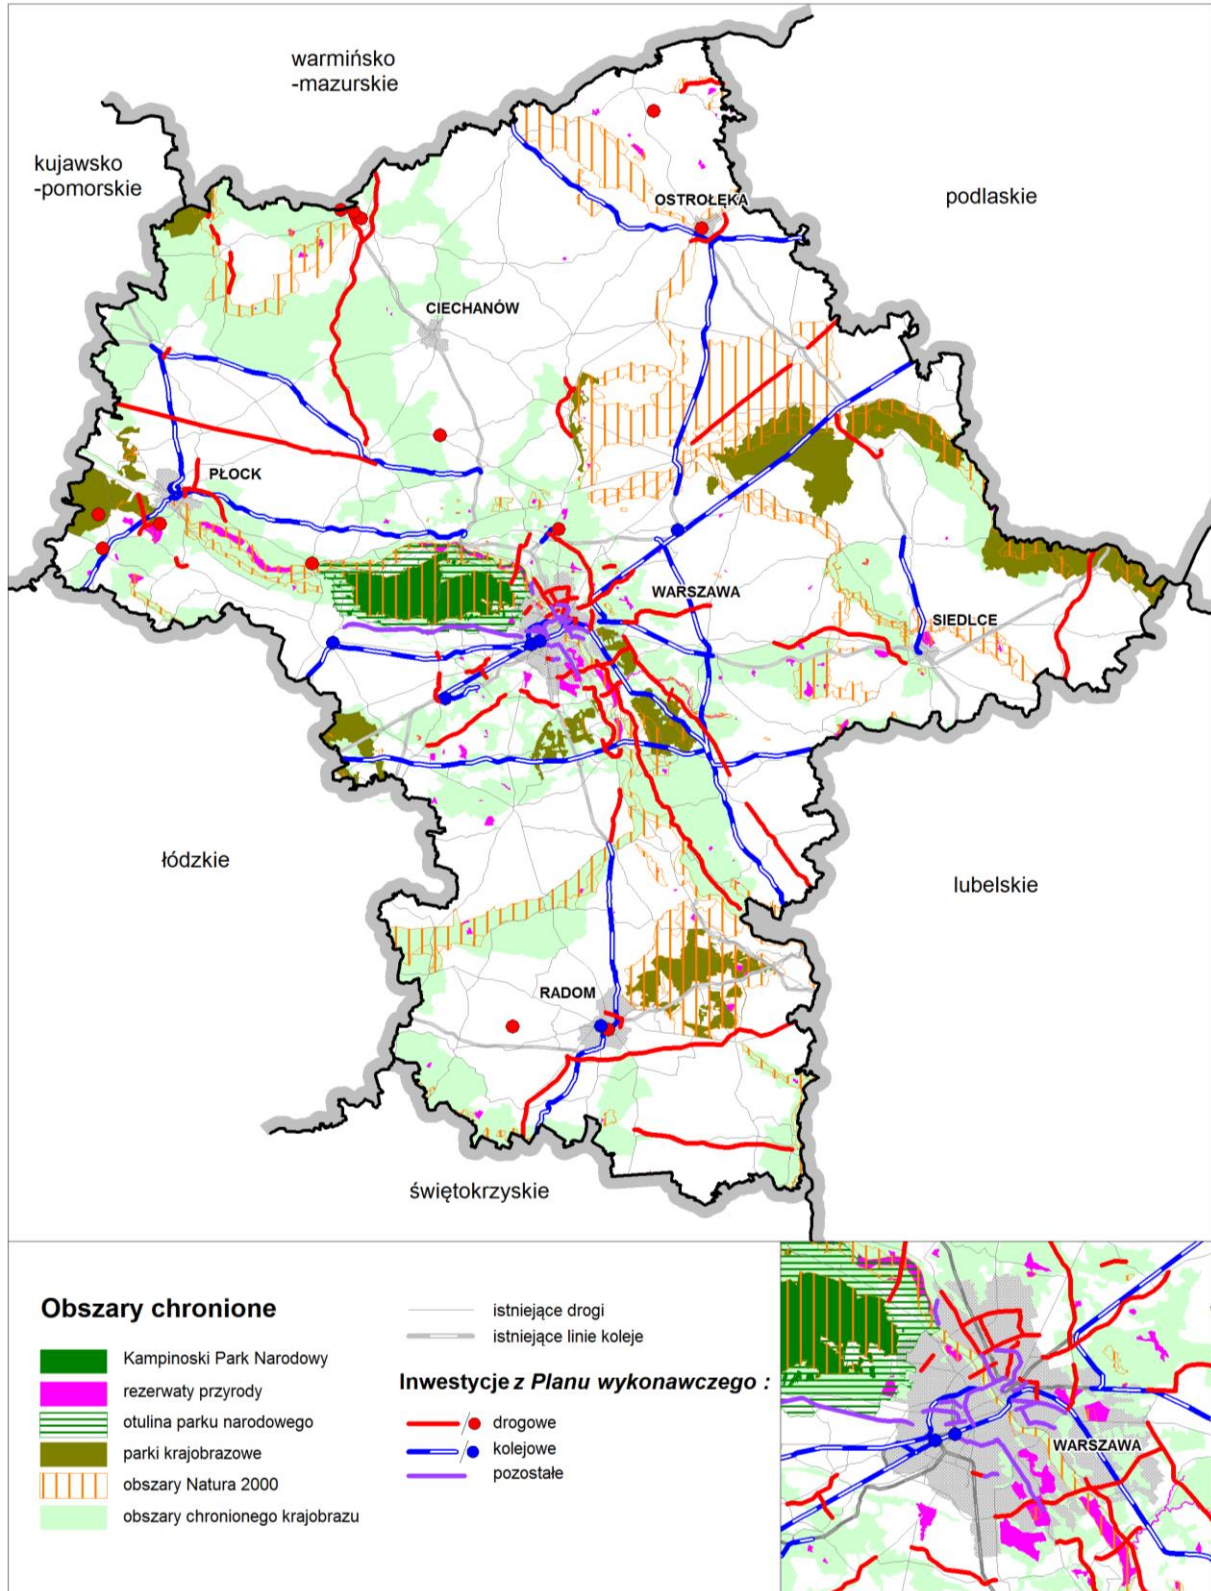 warmińsko
-mazurskie
kujawsko
-pomorskie
podlaskie
OSTROŁĘKA
CIECHANÓW
PŁOCK
WARSZAWA
SIEDLCE
łódzkie
lubelskie
RADOM
świętokrzyskie
Obszary chronione
Kampinoski Park Narodowy
rezerwaty przyrody
otulina parku narodowego
parki krajobrazowe
obszary Natura 2000
obszary chronionego krajobrazu
istniejące drogi
istniejące linie koleje
Inwestycje z Planu wykonawczego :
drogowe
kolejowe
pozostałe
WARSZAWA